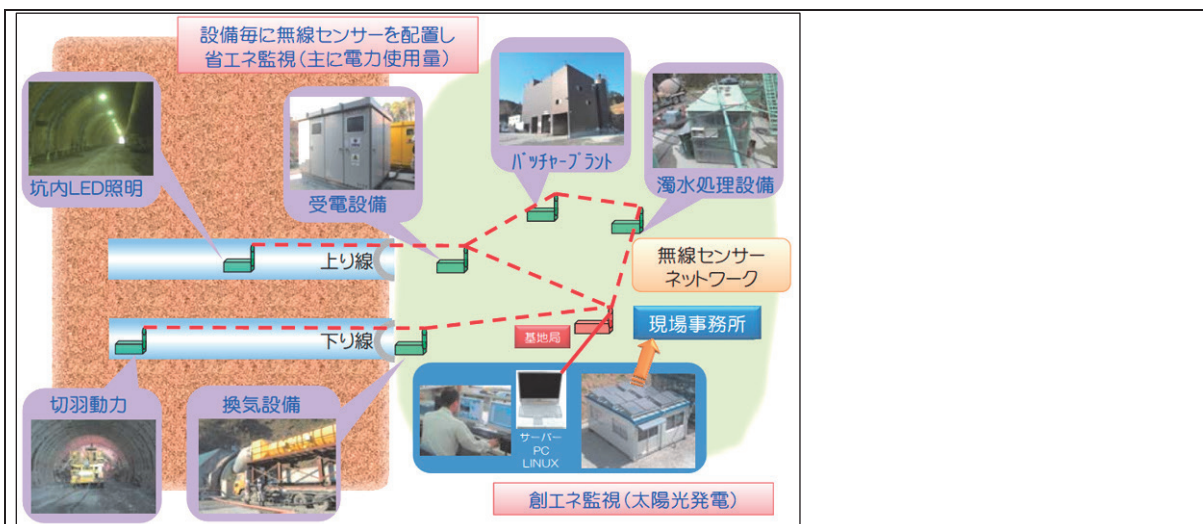 設備毎に無線センサーを配置し
省エネ監視(主に電力使用量)
坑内LED照明
受電設備
バッチャープラント
濁水処理設備
上り線
無線センサー
ネットワーク
下り線
基地局
現場事務所
切羽動力
換気設備
サーバー
PC
LINUX
創エネ監視(太陽光発電)